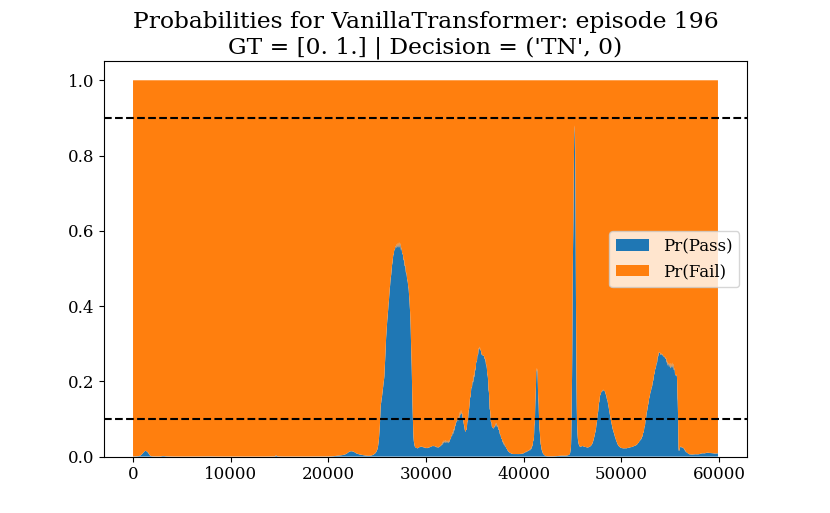 Probabilities for VanillaTransformer: episode 196
GT = [0. 1.] | Decision = ('TN', 0)
1.0
0.8
0.6
0.4
0.2
0.0
Pr(Pass)
Pr(Fail)
0 10000 20000 30000 40000 50000 60000